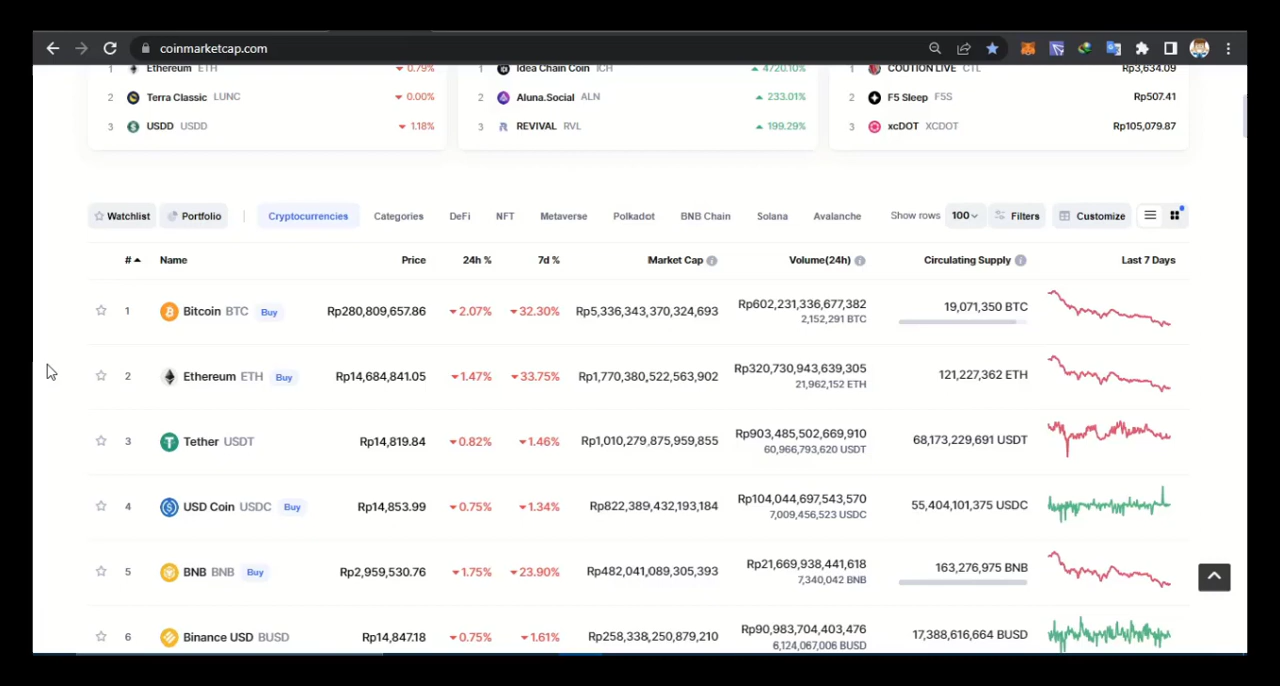 coinmarketcap.com
1 Ethereum ETH 0.79%
2 Terra Classic LUNC 0.00%
3 USDD USDD 1.18%
1 Idea Chain Coin ICH 4720.10%
2 Aluna.Social ALN 233.01%
3 REVIVAL RVL 199.29%
1 COUTION LIVE CTL Rp3,634.09
2 F5 Sleep F5S Rp507.41
3 xcDOT XCDOT Rp105,079.87
Watchlist Portfolio Cryptocurrencies Categories DeFi NFT Metaverse Polkadot BNB Chain Solana Avalanche Show rows 100 Filters Customize
# Name Price 24h % 7d % Market Cap Volume(24h) Circulating Supply Last 7 Days
1 Bitcoin BTC Buy Rp280,809,657.86 2.07% 32.30% Rp5,336,343,370,324,693 Rp602,231,336,677,382 19,071,350 BTC
2,152,291 BTC
2 Ethereum ETH Buy Rp14,684,841.05 1.47% 33.75% Rp1,770,380,522,563,902 Rp320,730,943,639,305 121,227,362 ETH
21,962,152 ETH
3 Tether USDT Rp14,819.84 0.82% 1.46% Rp1,010,279,875,959,855 Rp903,485,502,669,910 68,173,229,691 USDT
60,966,793,620 USDT
4 USD Coin USDC Buy Rp14,853.99 0.75% 1.34% Rp822,389,432,193,184 Rp104,044,697,543,570 55,404,101,375 USDC
7,009,456,523 USDC
5 BNB BNB Buy Rp2,959,530.76 1.75% 23.90% Rp482,041,089,305,393 Rp21,669,938,441,618 163,276,975 BNB
7,340,042 BNB
6 Binance USD BUSD Rp14,847.18 0.75% 1.61% Rp258,338,250,879,210 Rp90,983,704,403,476 17,388,616,664 BUSD
6,124,067,006 BUSD